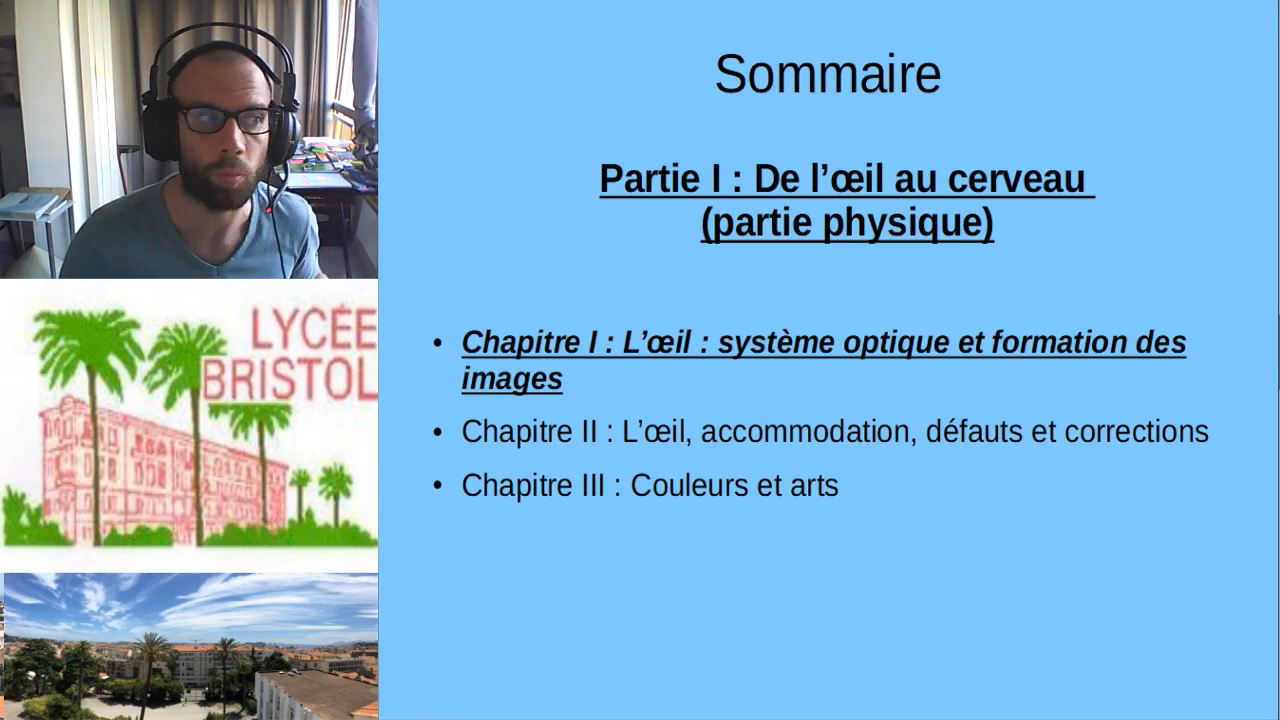 LYCÉE
BRISTOL
Sommaire
Partie I : De l’œil au cerveau
(partie physique)
• Chapitre I : L’œil : système optique et formation des
images
• Chapitre II : L’œil, accommodation, défauts et corrections
• Chapitre III : Couleurs et arts